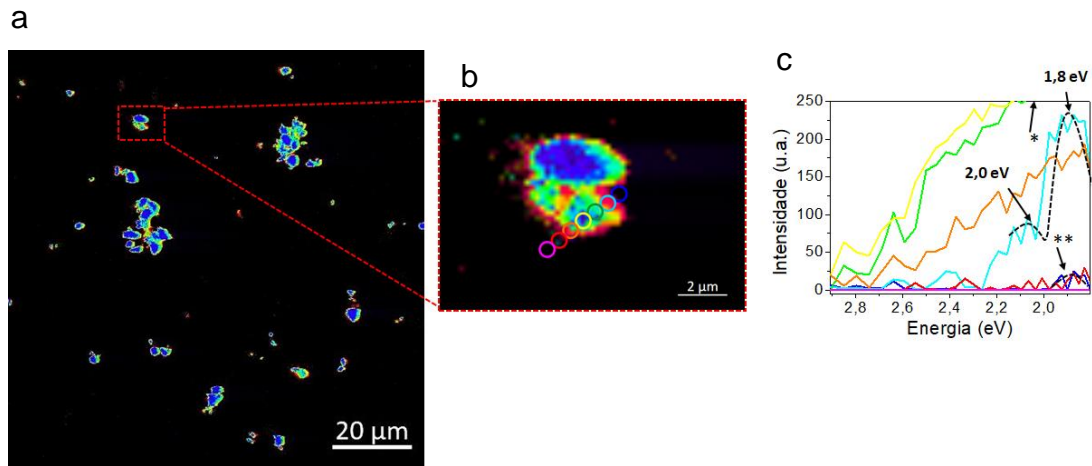 a
20 µm
b
2 µm
c
1,8 eV
250
200
150
100
50
0
Intensidade (u.a.)
*
2,0 eV
**
2,8 2,6 2,4 2,2 2,0
Energia (eV)